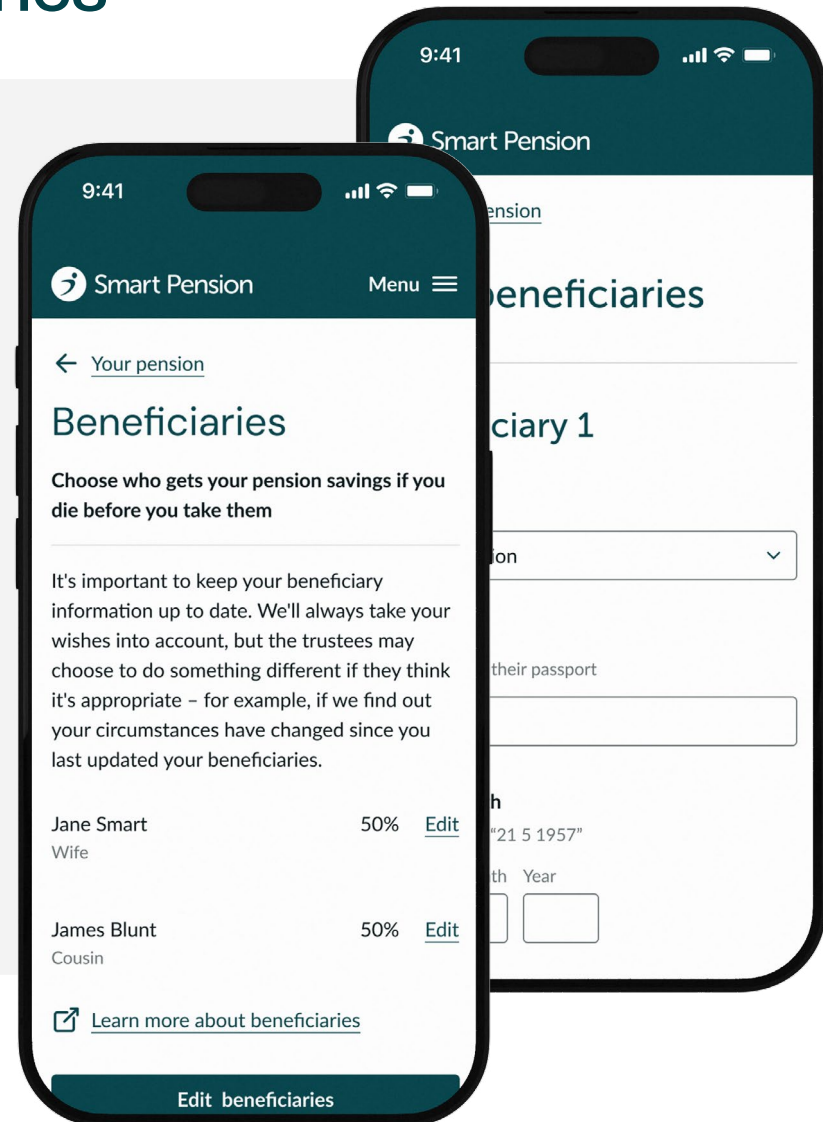 9:41
Smart Pension
Menu
Your pension
Beneficiaries
Choose who gets your pension savings if you
die before you take them
It's important to keep your beneficiary
information up to date. We'll always take your
wishes into account, but the trustees may
choose to do something different if they think
it's appropriate – for example, if we find out
your circumstances have changed since you
last updated your beneficiaries.
Jane Smart 50% Edit
Wife
James Blunt 50% Edit
Cousin
Learn more about beneficiaries
Edit beneficiaries
9:41
Smart Pension
ension
eneficiaries
ciary 1
ion
their passport
h
"21 5 1957"
th Year